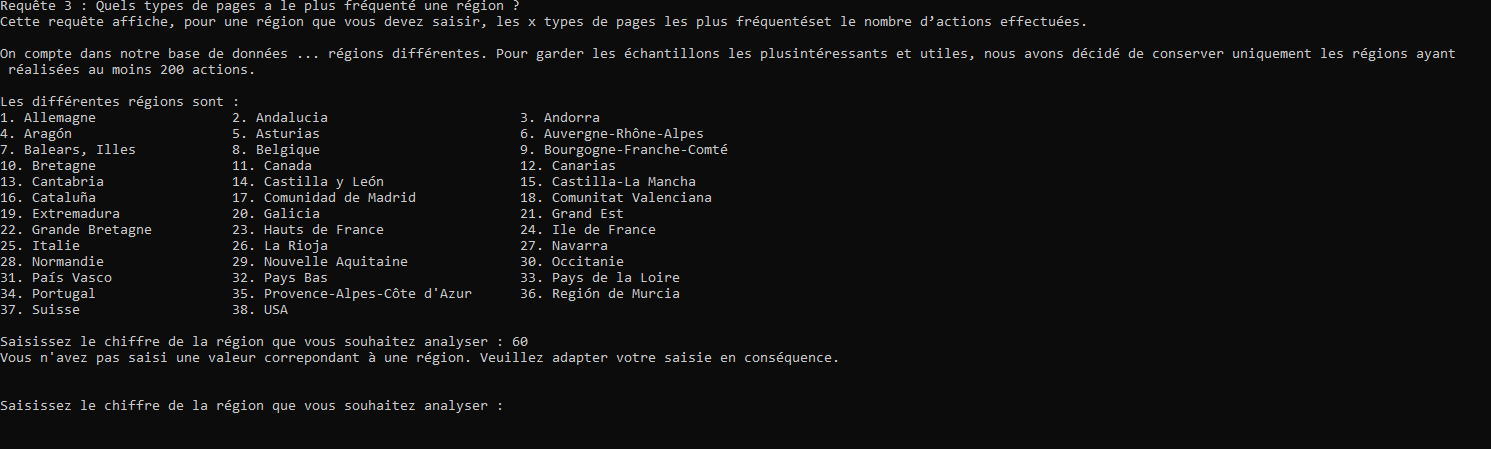 Requête 3 : Quels types de pages a le plus fréquenté une région ?
Cette requête affiche, pour une région que vous devez saisir, les x types de pages les plus fréquentéset le nombre d’actions effectuées.
On compte dans notre base de données ... régions différentes. Pour garder les échantillons les plusintéressants et utiles, nous avons décidé de conserver uniquement les régions ayant
réalisées au moins 200 actions.
Les différentes régions sont :
1. Allemagne 2. Andalucia 3. Andorra
4. Aragón 5. Asturias 6. Auvergne-Rhône-Alpes
7. Balears, Illes 8. Belgique 9. Bourgogne-Franche-Comté
10. Bretagne 11. Canada 12. Canarias
13. Cantabria 14. Castilla y León 15. Castilla-La Mancha
16. Cataluña 17. Comunidad de Madrid 18. Comunitat Valenciana
19. Extremadura 20. Galicia 21. Grand Est
22. Grande Bretagne 23. Hauts de France 24. Ile de France
25. Italie 26. La Rioja 27. Navarra
28. Normandie 29. Nouvelle Aquitaine 30. Occitanie
31. País Vasco 32. Pays Bas 33. Pays de la Loire
34. Portugal 35. Provence-Alpes-Côte d'Azur 36. Región de Murcia
37. Suisse 38. USA
Saisissez le chiffre de la région que vous souhaitez analyser : 60
Vous n'avez pas saisi une valeur correpondant à une région. Veuillez adapter votre saisie en conséquence.
Saisissez le chiffre de la région que vous souhaitez analyser :